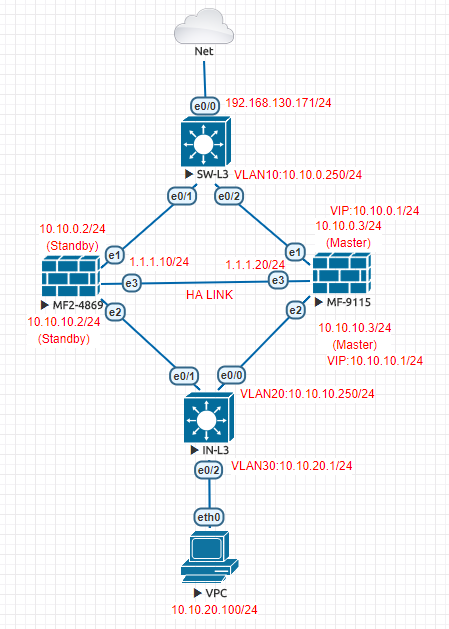 Net
e0/0
192.168.130.171/24
SW-L3
VLAN10:10.10.0.250/24
e0/1
e0/2
VIP:10.10.0.1/24
10.10.0.2/24
(Standby)
10.10.0.3/24
(Master)
e1
e1
1.1.1.10/24
1.1.1.20/24
e3
e3
HA LINK
MF2-4869
MF-9115
e2
e2
10.10.10.2/24
(Standby)
10.10.10.3/24
(Master)
VIP:10.10.10.1/24
e0/1
e0/0
VLAN20:10.10.10.250/24
IN-L3
e0/2
VLAN30:10.10.20.1/24
eth0
VPC
10.10.20.100/24